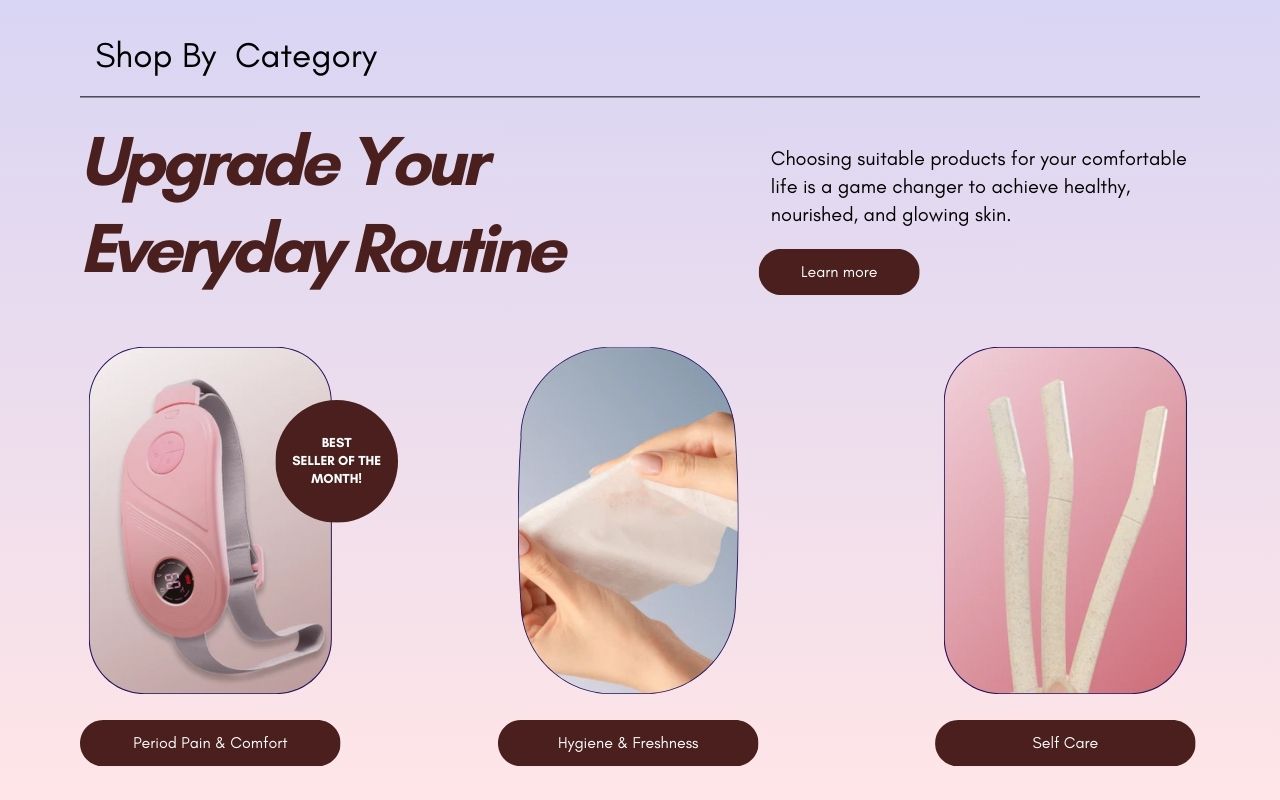 Shop By Category
Upgrade Your
Everyday Routine
Choosing suitable products for your comfortable
life is a game changer to achieve healthy,
nourished, and glowing skin.
Learn more
BEST
SELLER OF THE
MONTH!
Period Pain & Comfort
Hygiene & Freshness
Self Care